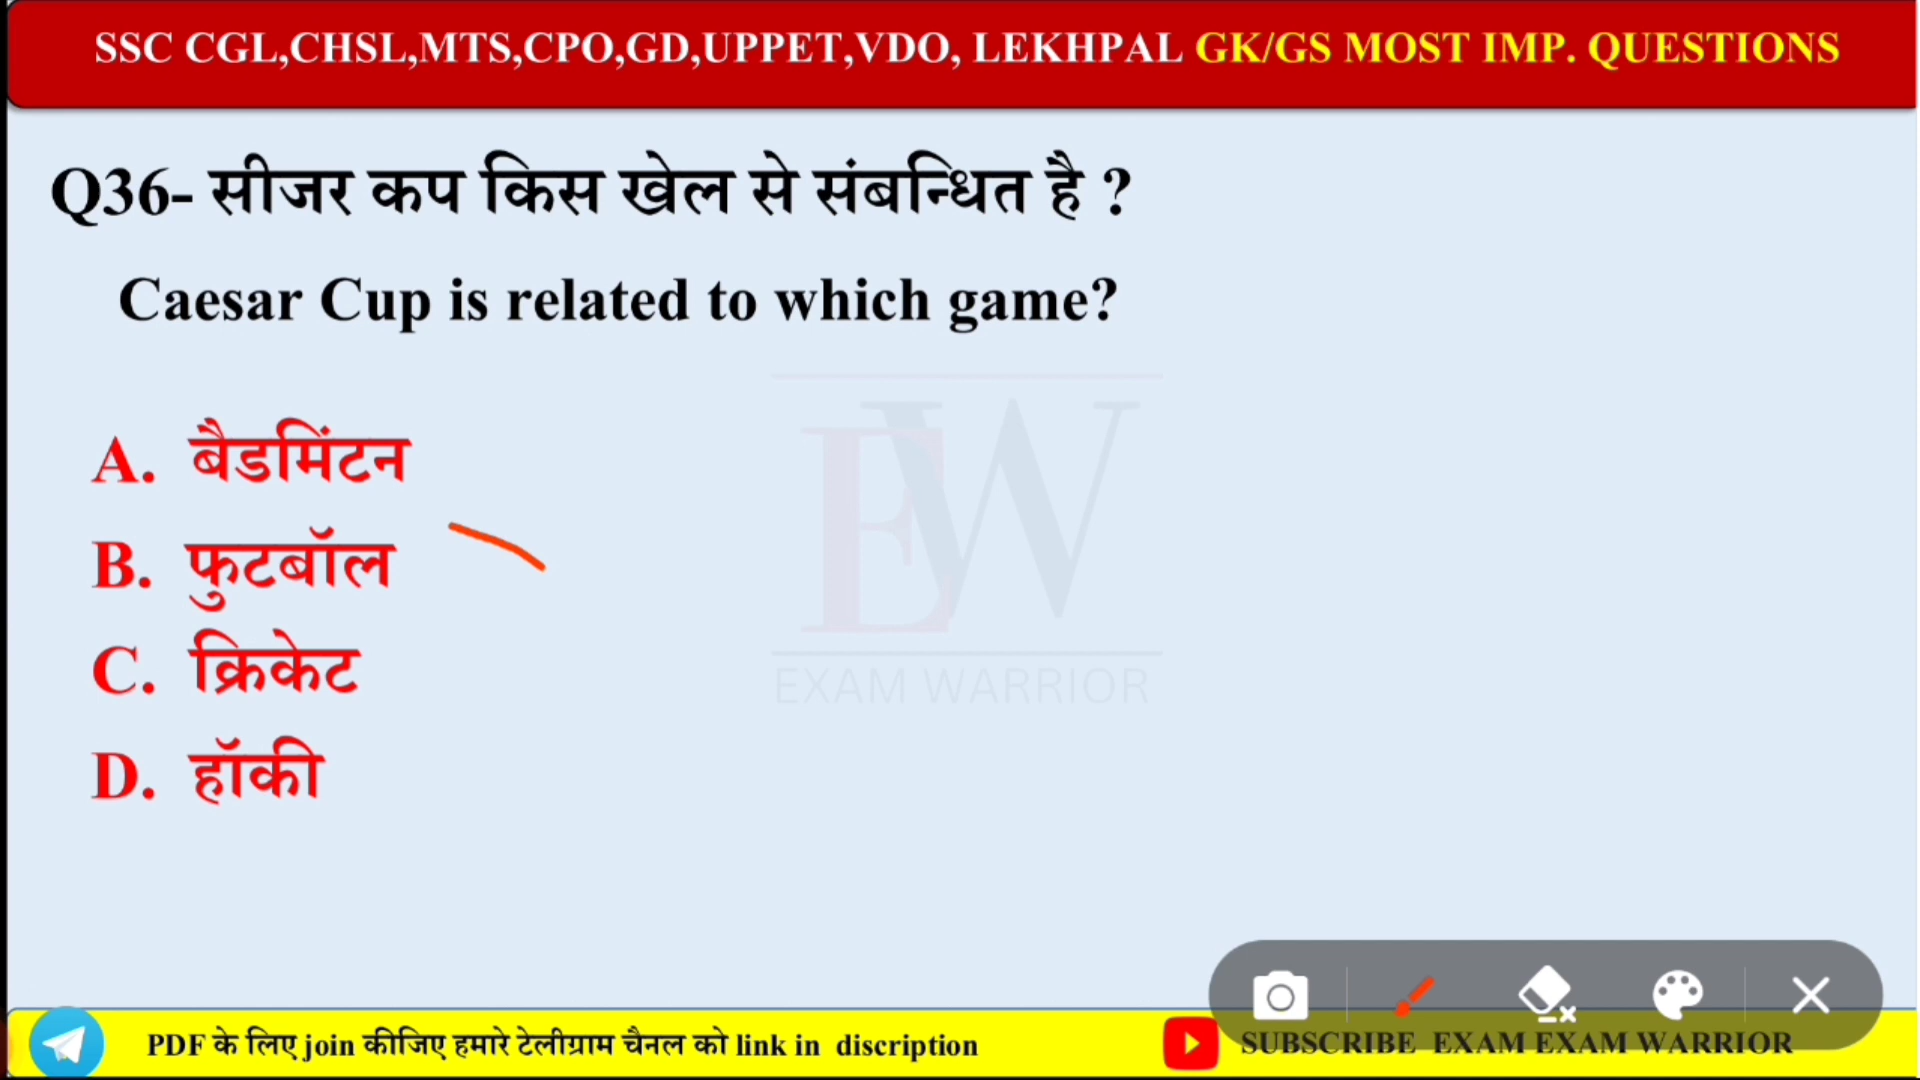 SSC CGL,CHSL,MTS,CPO,GD,UPPET,VDO, LEKHPAL GK/GS MOST IMP. QUESTIONS
Q36- सीजर कप किस खेल से संबन्धित है ?
Caesar Cup is related to which game?
A. बैडमिंटन
B. फुटबॉल
C. क्रिकेट
D. हॉकी
EW
EXAM WARRIOR
PDF के लिए join कीजिए हमारे टेलीग्राम चैनल को link in discription
SUBSCRIBE EXAM EXAM WARRIOR